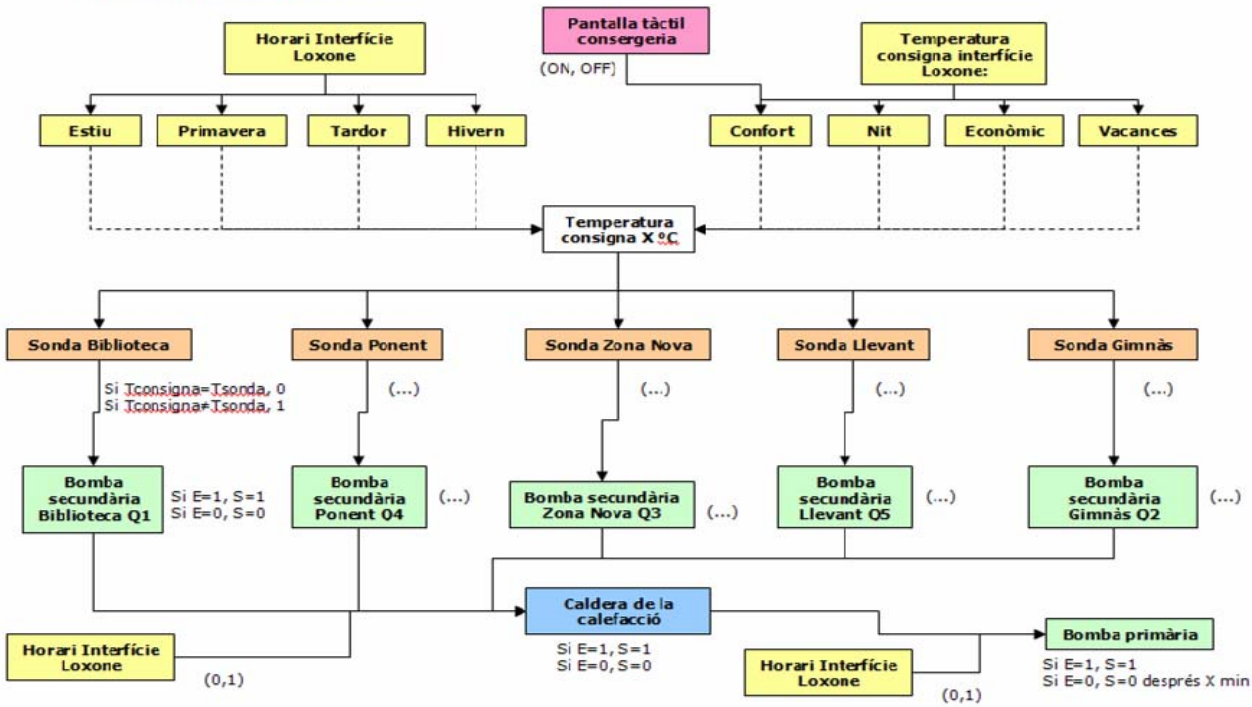 Horari Interfície
Loxone
Pantalla tàctil
consergeria
(ON, OFF)
Temperatura
consigna interfície
Loxone:
Estiu
Primavera
Tardor
Hivern
Confort
Nit
Econòmic
Vacances
Temperatura
consigna X ºC
Sonda Biblioteca
Sonda Ponent
Sonda Zona Nova
Sonda Llevant
Sonda Gimnàs
Si Tconsigna=Tsonda, 0
Si Tconsigna≠Tsonda, 1
(...)
(...)
(...)
(...)
Bomba
secundària
Biblioteca Q1
Si E=1, S=1
Si E=0, S=0
Bomba
secundària
Ponent Q4
(...)
Bomba secundària
Zona Nova Q3
(...)
Bomba
secundària
Llevant Q5
(...)
Bomba
secundària
Gimnàs Q2
(...)
Caldera de la
calefacció
Si E=1, S=1
Si E=0, S=0
Horari Interfície
Loxone
(0,1)
Horari Interfície
Loxone
(0,1)
Bomba primària
Si E=1, S=1
Si E=0, S=0 després X min